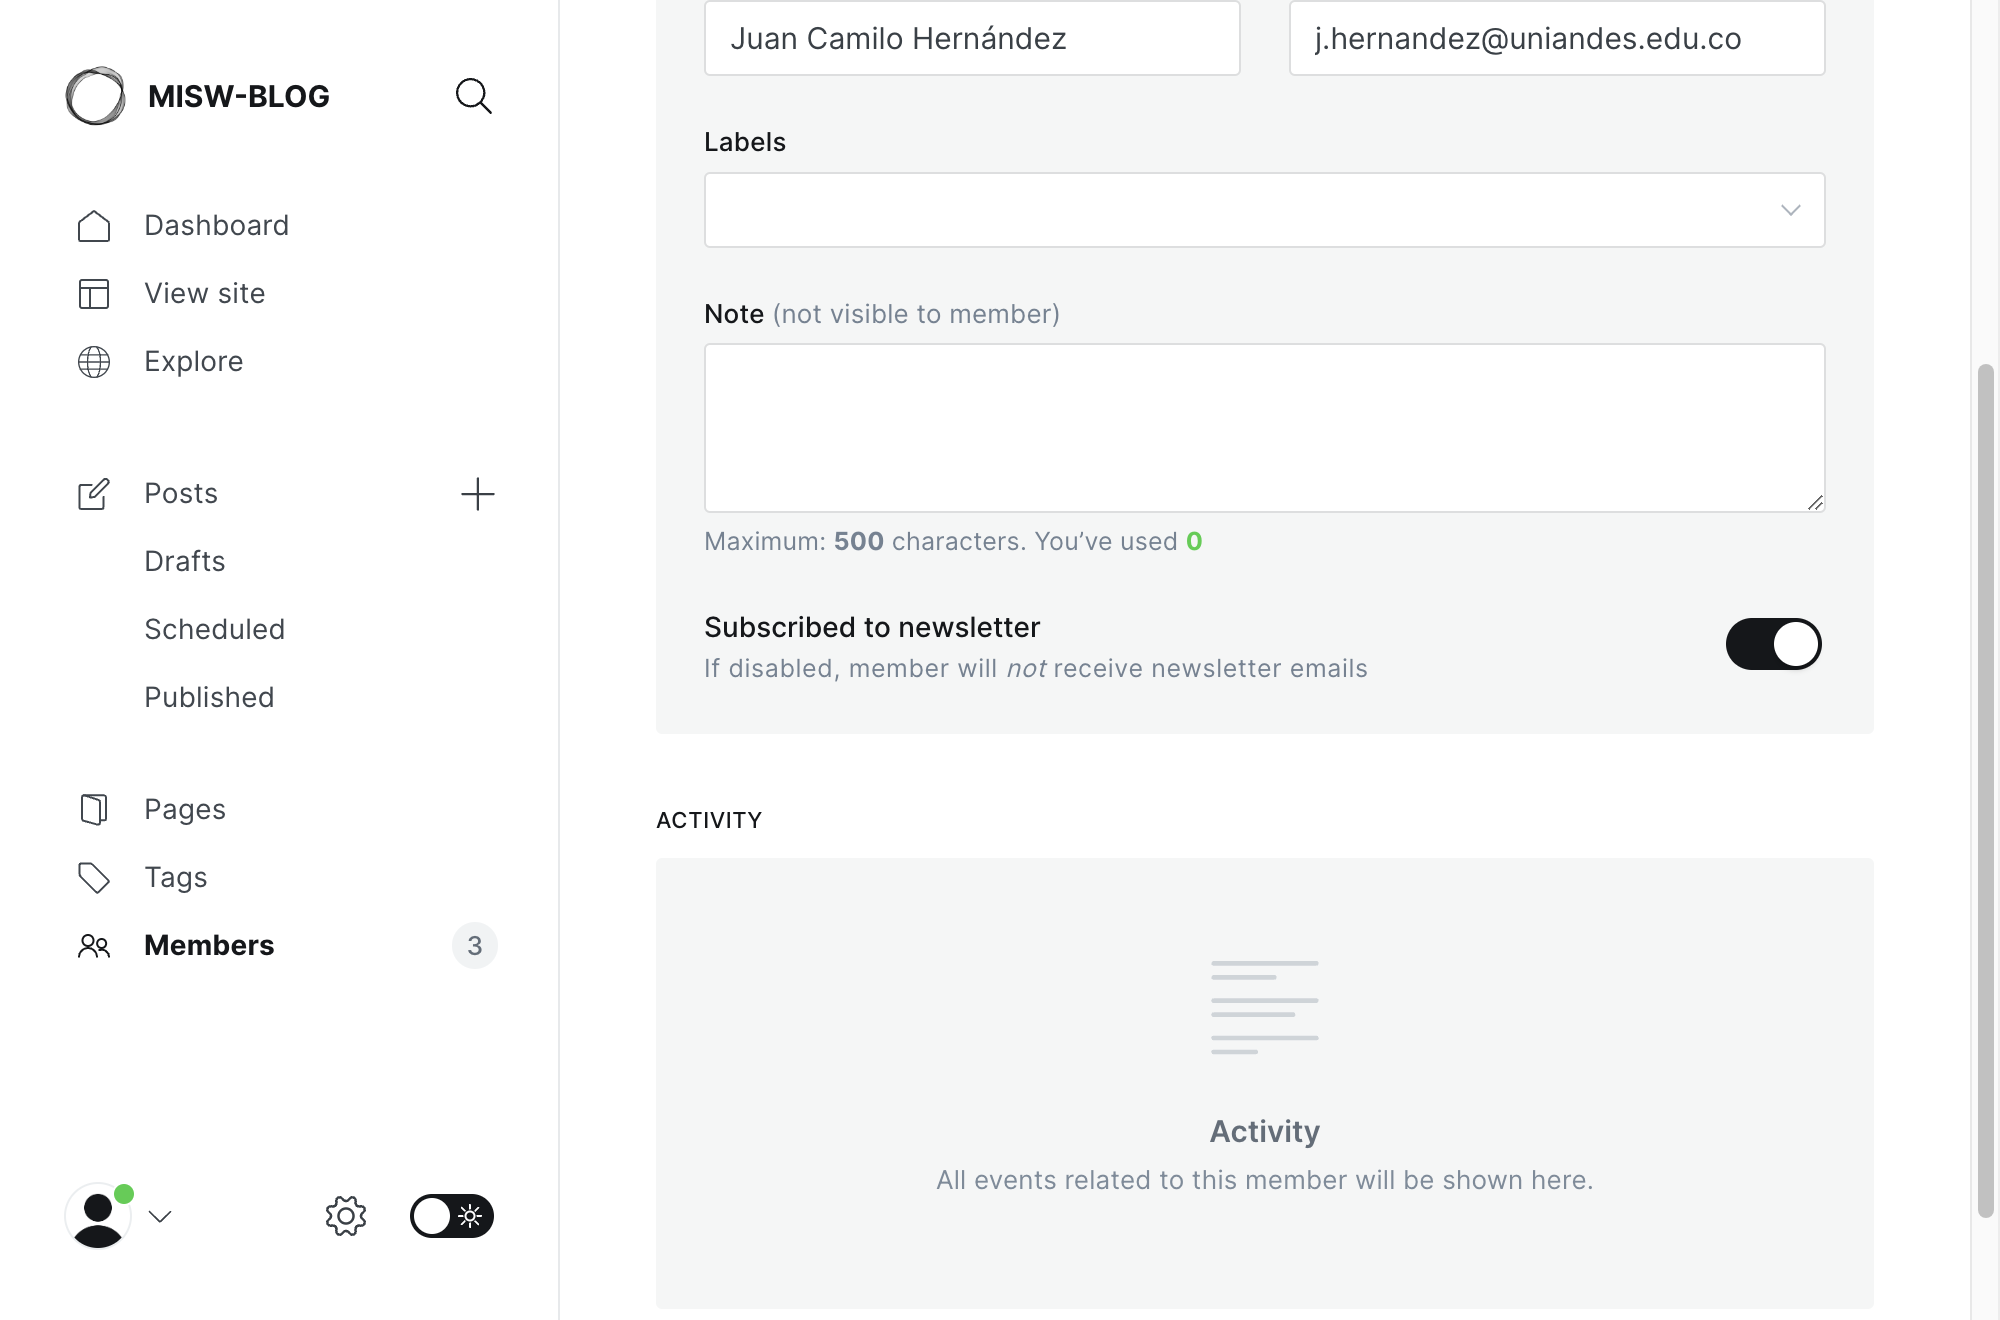 MISW-BLOG
Dashboard
View site
Explore
Posts
Drafts
Scheduled
Published
Pages
Tags
Members
3
Juan Camilo Hernández
j.hernandez@uniandes.edu.co
Labels
Note (not visible to member)
Maximum: 500 characters. You’ve used 0
Subscribed to newsletter
If disabled, member will not receive newsletter emails
ACTIVITY
Activity
All events related to this member will be shown here.